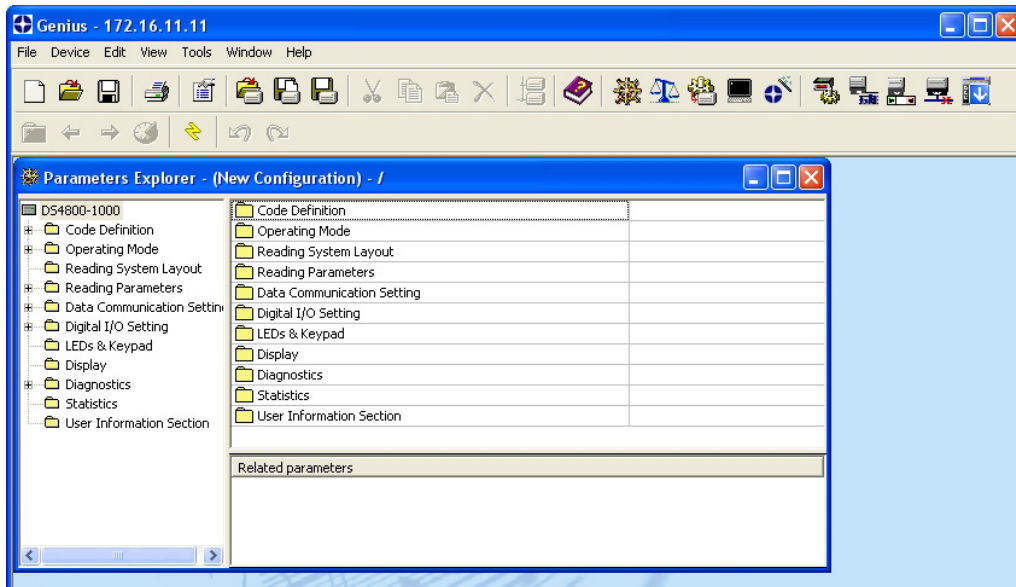 Genius - 172.16.11.11
File Device Edit View Tools Window Help
Parameters Explorer - (New Configuration) - /
DS4800-1000
Code Definition
Operating Mode
Reading System Layout
Reading Parameters
Data Communication Settin
Digital I/O Setting
LEDs & Keypad
Display
Diagnostics
Statistics
User Information Section
Code Definition
Operating Mode
Reading System Layout
Reading Parameters
Data Communication Setting
Digital I/O Setting
LEDs & Keypad
Display
Diagnostics
Statistics
User Information Section
Related parameters